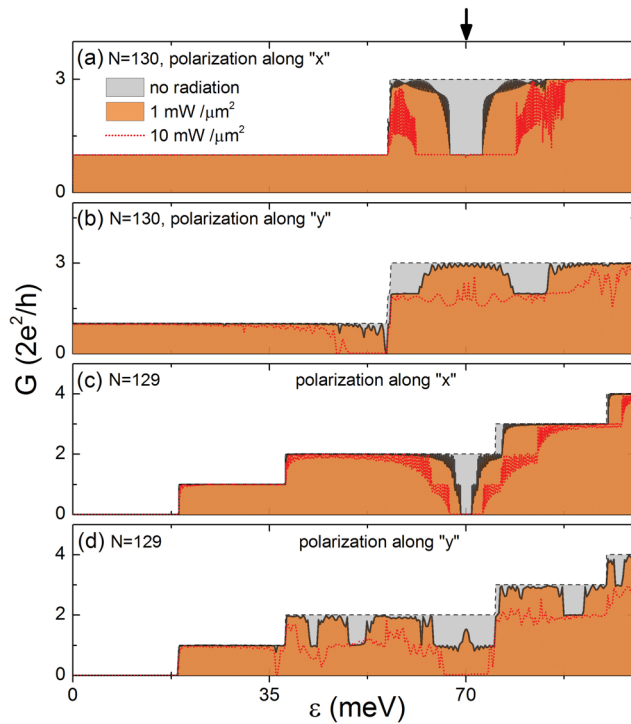 (a) N=130, polarization along "x"
3
no radiation
1 mW /μm²
10 mW /μm²
0
(b) N=130, polarization along "y"
3
0
G (2e²/h)
(c) N=129 polarization along "x"
4
2
0
(d) N=129 polarization along "y"
4
2
0
0 35 70
ε (meV)